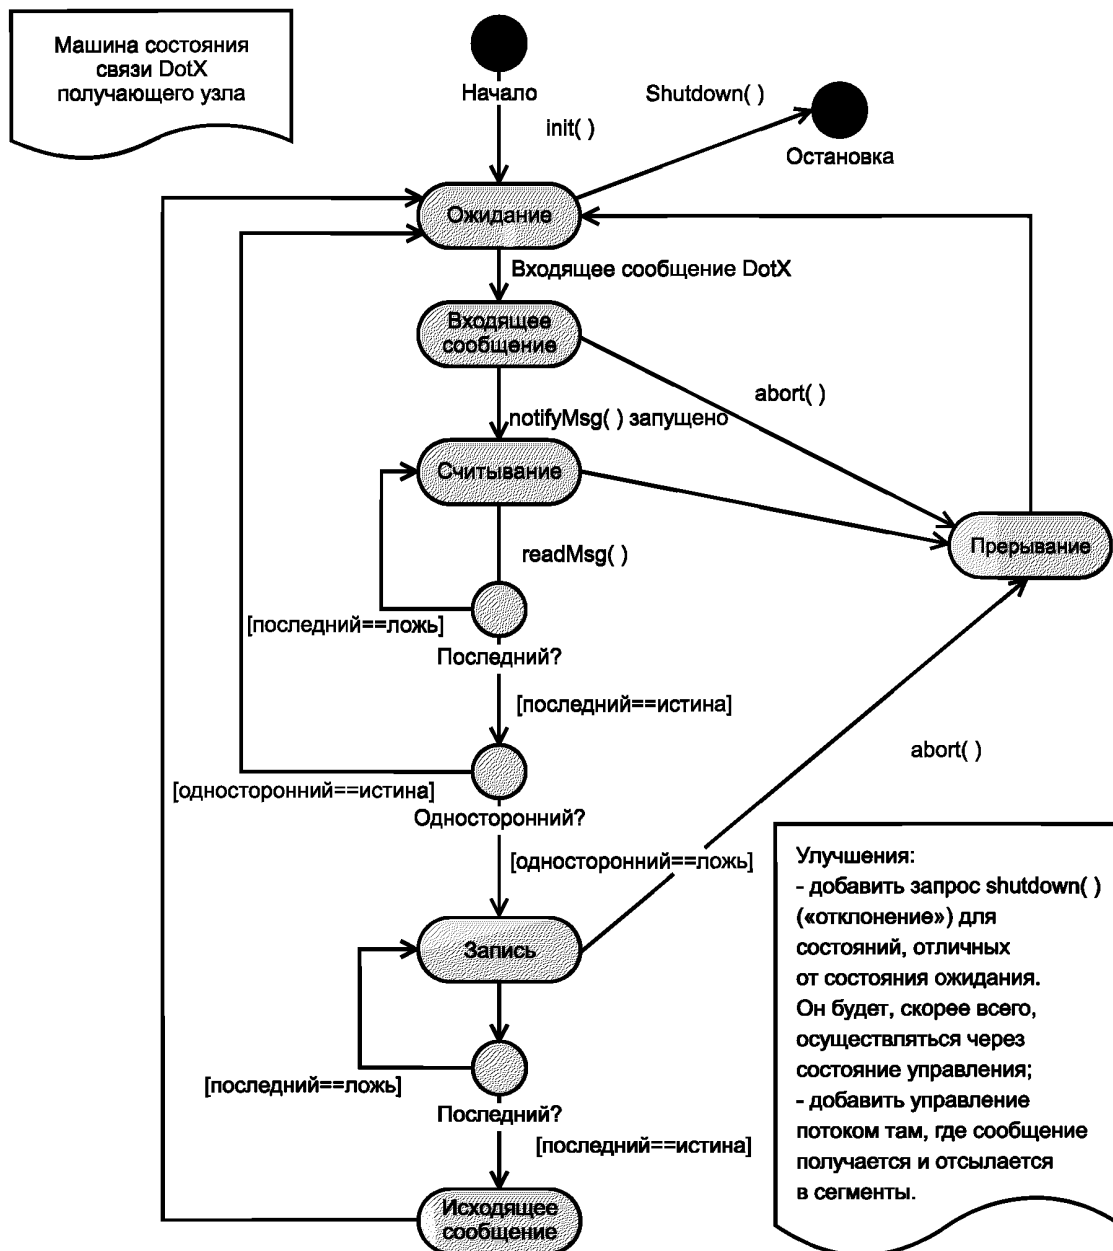 Машина состояния
связи DotX
получающего узла
Начало
Shutdown( )
init( )
Остановка
Ожидание
Входящее сообщение DotX
Входящее
сообщение
abort( )
notifyMsg( ) запущено
Считывание
Прерывание
readMsg( )
[последний==ложь]
Последний?
[последний==истина]
abort( )
[односторонний==истина]
Односторонний?
[односторонний==ложь]
Улучшения:
- добавить запрос shutdown( )
(«отклонение») для
состояний, отличных
от состояния ожидания.
Он будет, скорее всего,
осуществляться через
состояние управления;
- добавить управление
потоком там, где сообщение
получается и отсылается
в сегменты.
Запись
[последний==ложь]
Последний?
[последний==истина]
Исходящее
сообщение